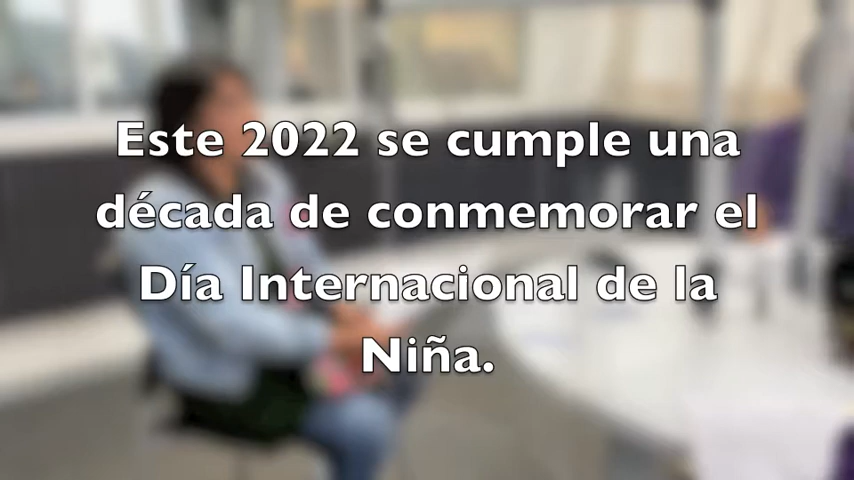 Este 2022 se cumple una
década de conmemorar el
Día Internacional de la
Niña.